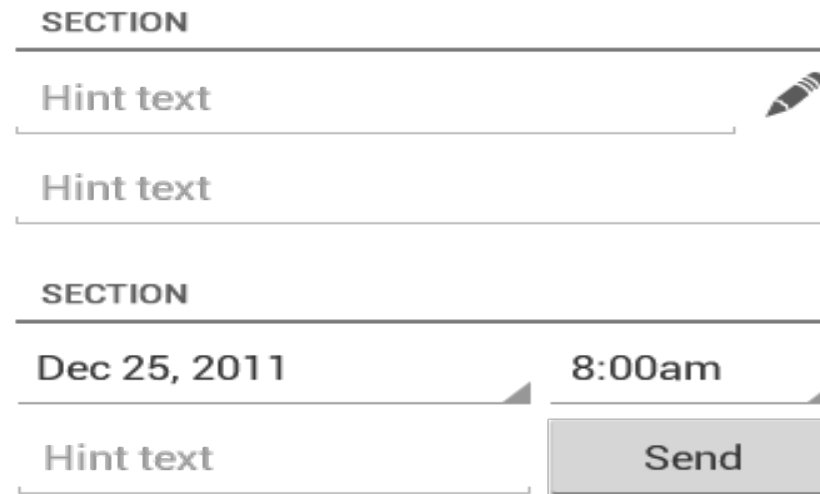 SECTION
Hint text
Hint text
SECTION
Dec 25, 2011 8:00am
Hint text Send